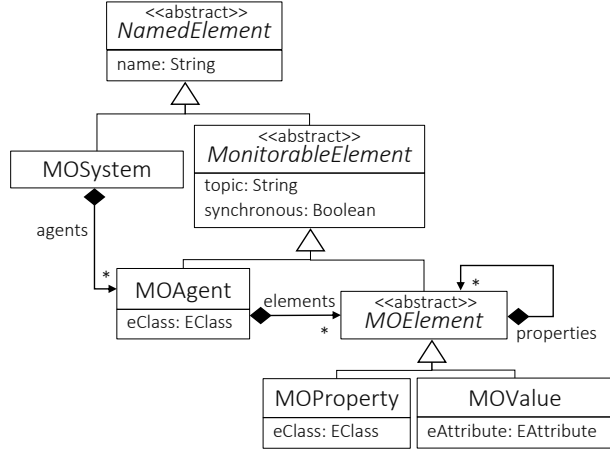 <<abstract>>
NamedElement
name: String
MOSystem
<<abstract>>
MonitorableElement
topic: String
synchronous: Boolean
agents
*
MOAgent
eClass: EClass
elements
*
<<abstract>>
MOElement
*
properties
MOProperty
eClass: EClass
MOValue
eAttribute: EAttribute